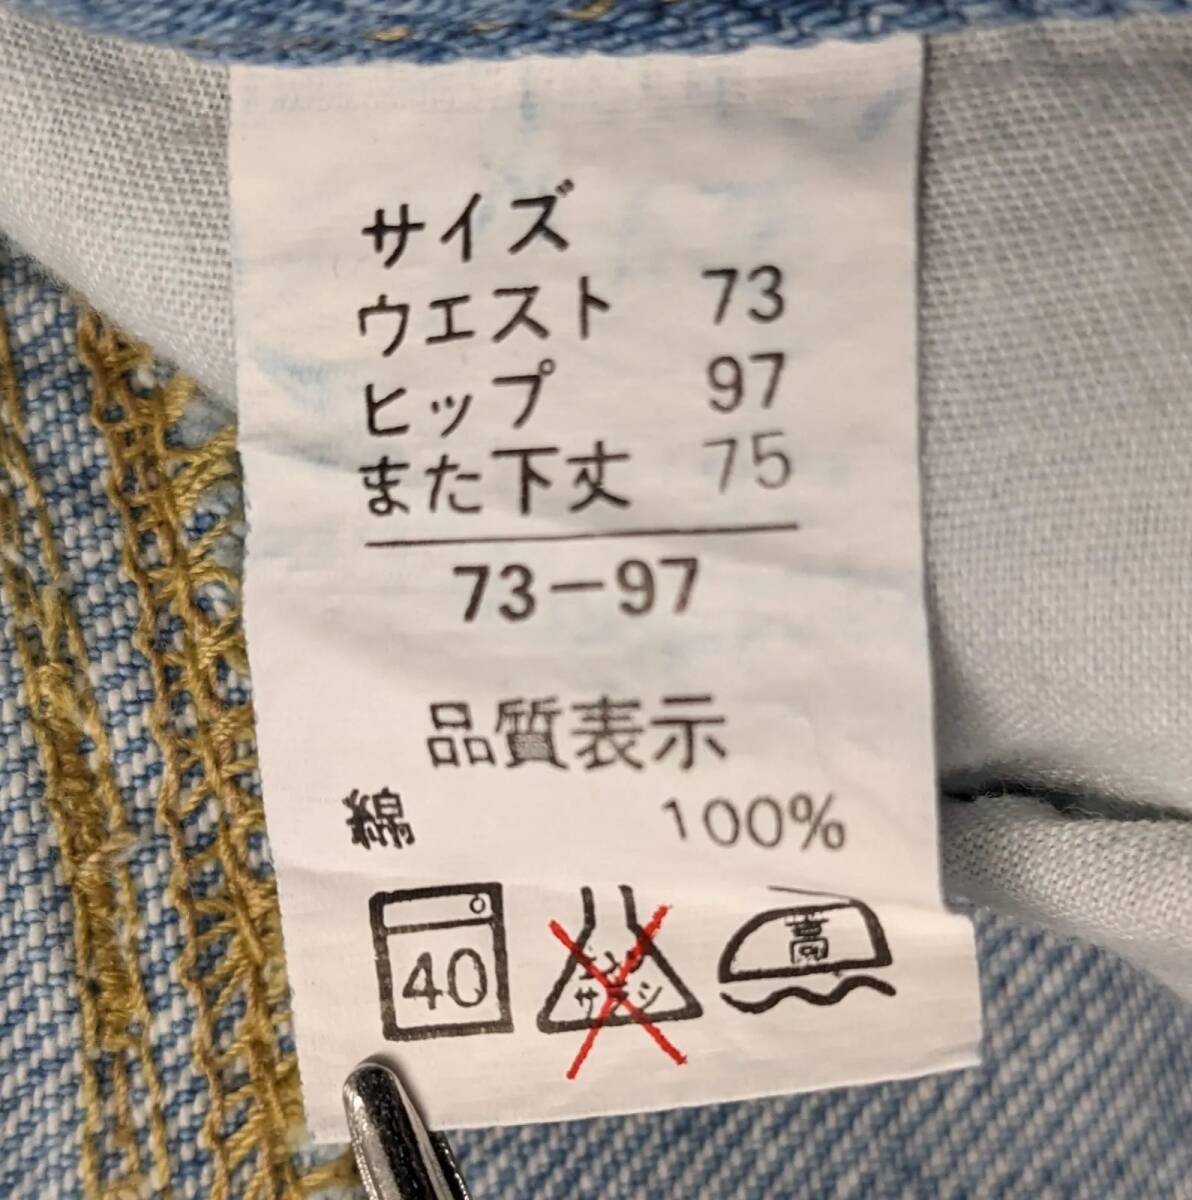 サイズ
ウエスト 73
ヒップ 97
また下丈 75
73-97
品質表示
綿 100%
40
エンソ
サラシ
高